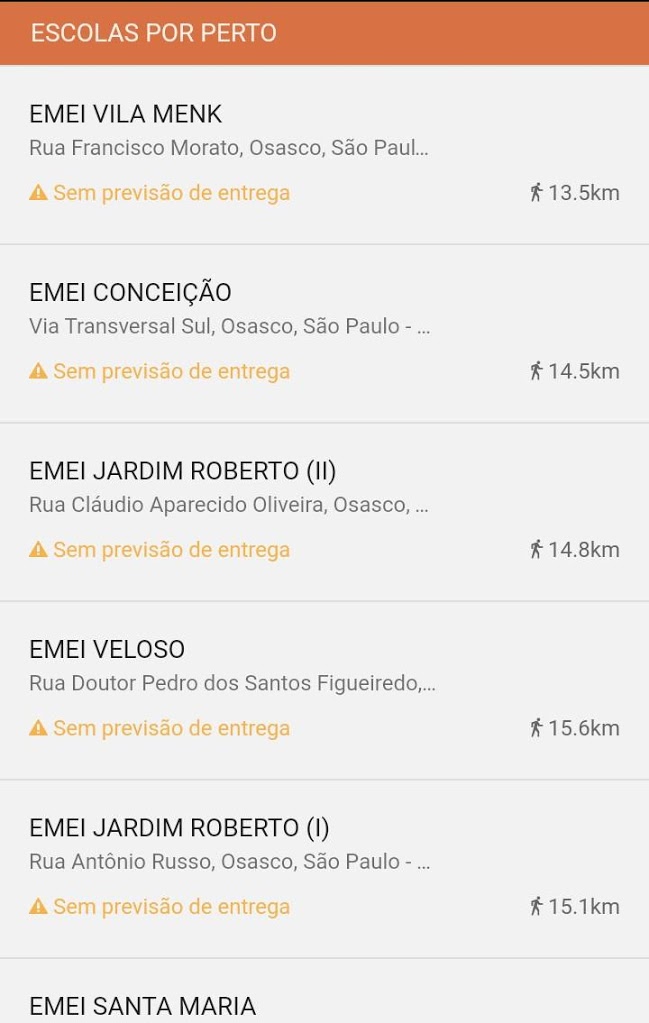 ESCOLAS POR PERTO
EMEI VILA MENK
Rua Francisco Morato, Osasco, São Paul...
Sem previsão de entrega 13.5km
EMEI CONCEIÇÃO
Via Transversal Sul, Osasco, São Paulo - ...
Sem previsão de entrega 14.5km
EMEI JARDIM ROBERTO (II)
Rua Cláudio Aparecido Oliveira, Osasco, ...
Sem previsão de entrega 14.8km
EMEI VELOSO
Rua Doutor Pedro dos Santos Figueiredo,...
Sem previsão de entrega 15.6km
EMEI JARDIM ROBERTO (I)
Rua Antônio Russo, Osasco, São Paulo - ...
Sem previsão de entrega 15.1km
EMEI SANTA MARIA